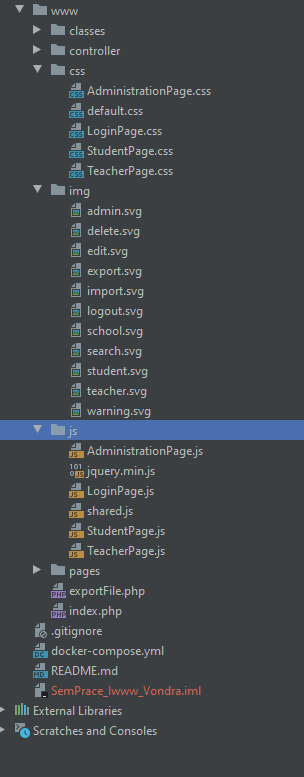 www
classes
controller
css
AdministrationPage.css
default.css
LoginPage.css
StudentPage.css
TeacherPage.css
img
admin.svg
delete.svg
edit.svg
export.svg
import.svg
logout.svg
school.svg
search.svg
student.svg
teacher.svg
warning.svg
js
AdministrationPage.js
jquery.min.js
LoginPage.js
shared.js
StudentPage.js
TeacherPage.js
pages
exportFile.php
index.php
.gitignore
docker-compose.yml
README.md
SemPrace_Iwww_Vondra.iml
External Libraries
Scratches and Consoles